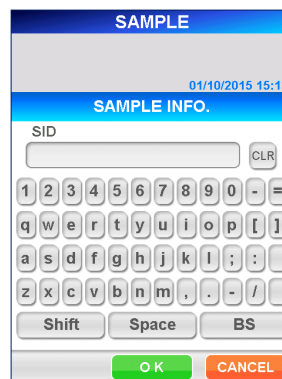 SAMPLE
01/10/2015 15:1
SAMPLE INFO.
SID
CLR
1 2 3 4 5 6 7 8 9 0 - =
q w e r t y u i o p [ ]
a s d f g h j k l ; :
z x c v b n m , . - /
Shift Space BS
OK CANCEL